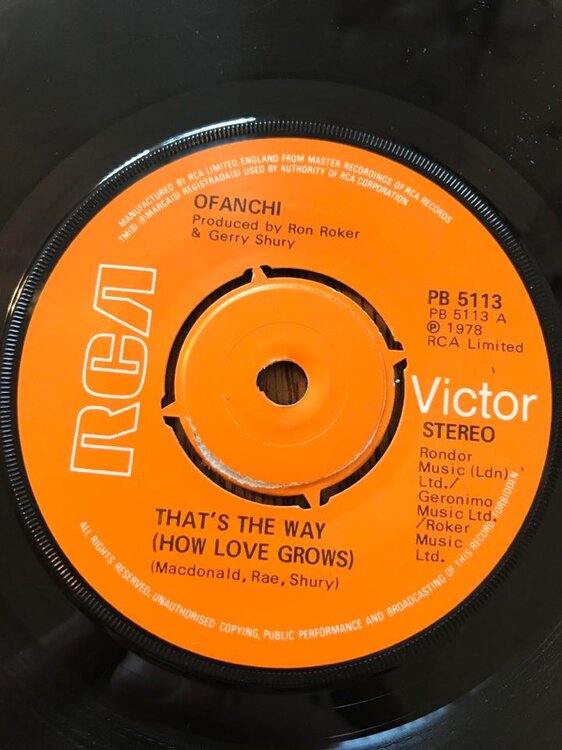 MANUFACTURED BY RCA LIMITED, ENGLAND FROM MASTER RECORDINGS OF RCA RECORDS
TM(S) ® MARCA(S) REGISTRADA(S) USED BY AUTHORITY OF RCA CORPORATION
OFANCHI
Produced by Ron Roker
& Gerry Shury
RCA
PB 5113
PB 5113 A
℗ 1978
RCA Limited
Victor
STEREO
Rondor
Music (Ldn)
Ltd./
Geronimo
Music Ltd.
/Roker
Music
Ltd.
THAT'S THE WAY
(HOW LOVE GROWS)
(Macdonald, Rae, Shury)
ALL RIGHTS RESERVED. UNAUTHORISED COPYING, PUBLIC PERFORMANCE AND BROADCASTING OF THIS RECORD FORBIDDEN